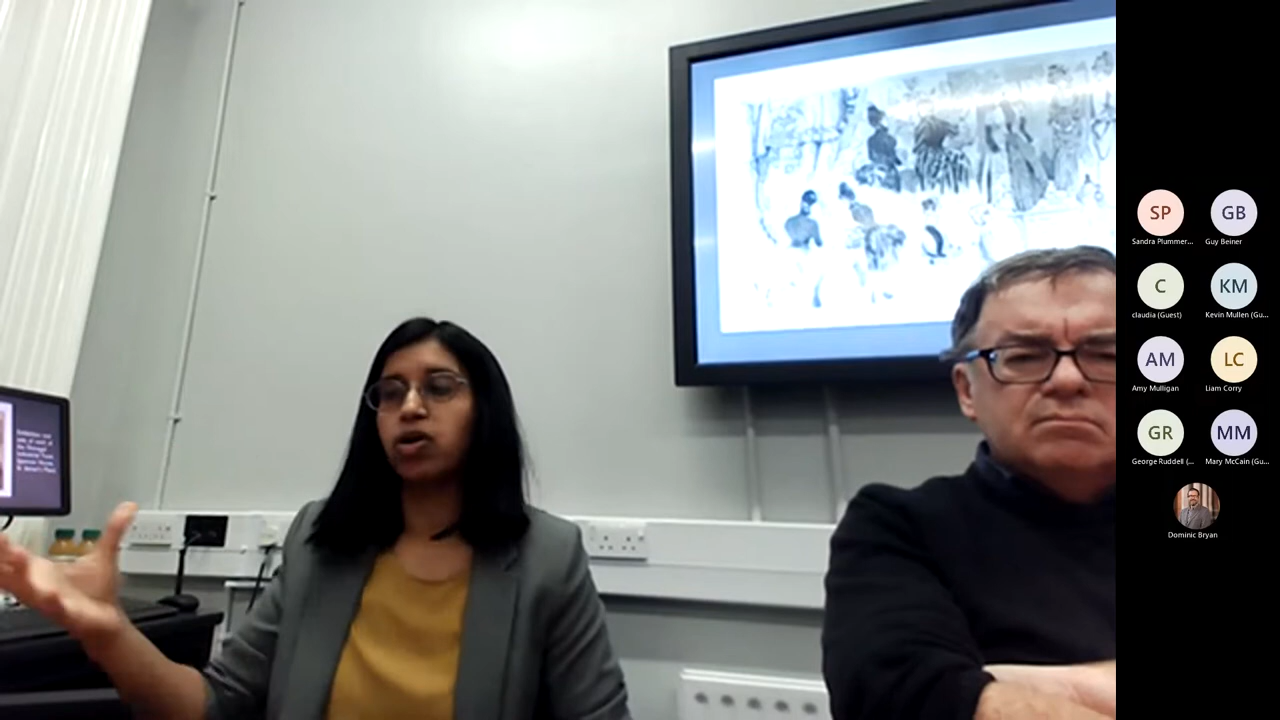 SP
GB
Sandra Plummer...
Guy Beiner
C
KM
claudia (Guest)
Kevin Mullen (Gu...
AM
LC
Amy Mulligan
Liam Corry
GR
MM
George Ruddell (...
Mary McCain (Gu...
Dominic Bryan